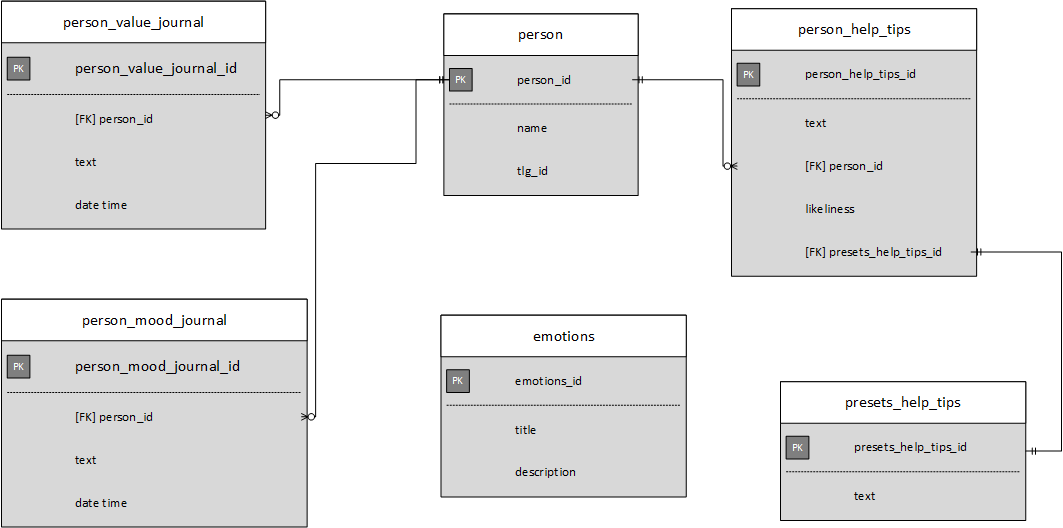 person_value_journal
PK
person_value_journal_id
[FK] person_id
text
date time
person
PK
person_id
name
tlg_id
person_help_tips
PK
person_help_tips_id
text
[FK] person_id
likeliness
[FK] presets_help_tips_id
person_mood_journal
PK
person_mood_journal_id
[FK] person_id
text
date time
emotions
PK
emotions_id
title
description
presets_help_tips
PK
presets_help_tips_id
text